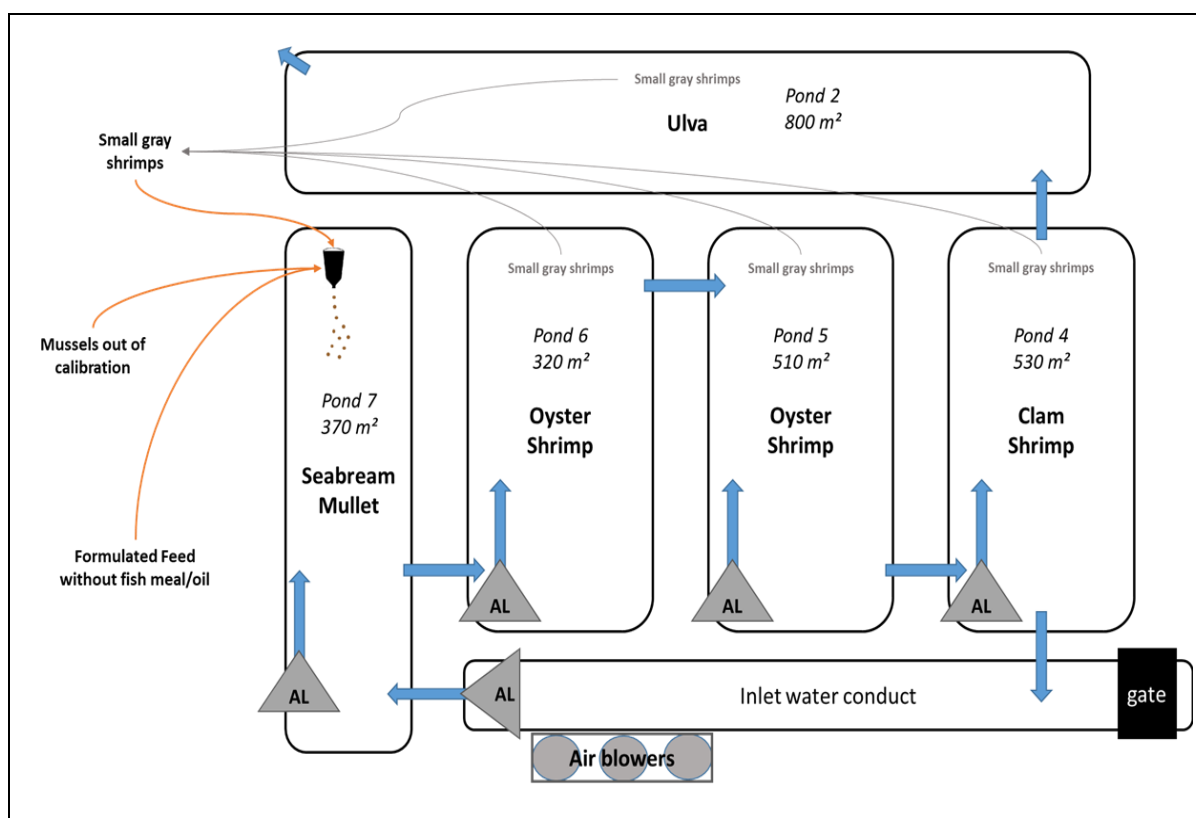 Small gray shrimps
Pond 2
800 m²
Ulva
Small gray
shrimps
Small gray shrimps
Small gray shrimps
Small gray shrimps
Mussels out of
calibration
Pond 7
370 m²
Seabream
Mullet
Pond 6
320 m²
Oyster
Shrimp
Pond 5
510 m²
Oyster
Shrimp
Pond 4
530 m²
Clam
Shrimp
Formulated Feed
without fish meal/oil
AL
AL
AL
AL
AL
Inlet water conduct
gate
Air blowers